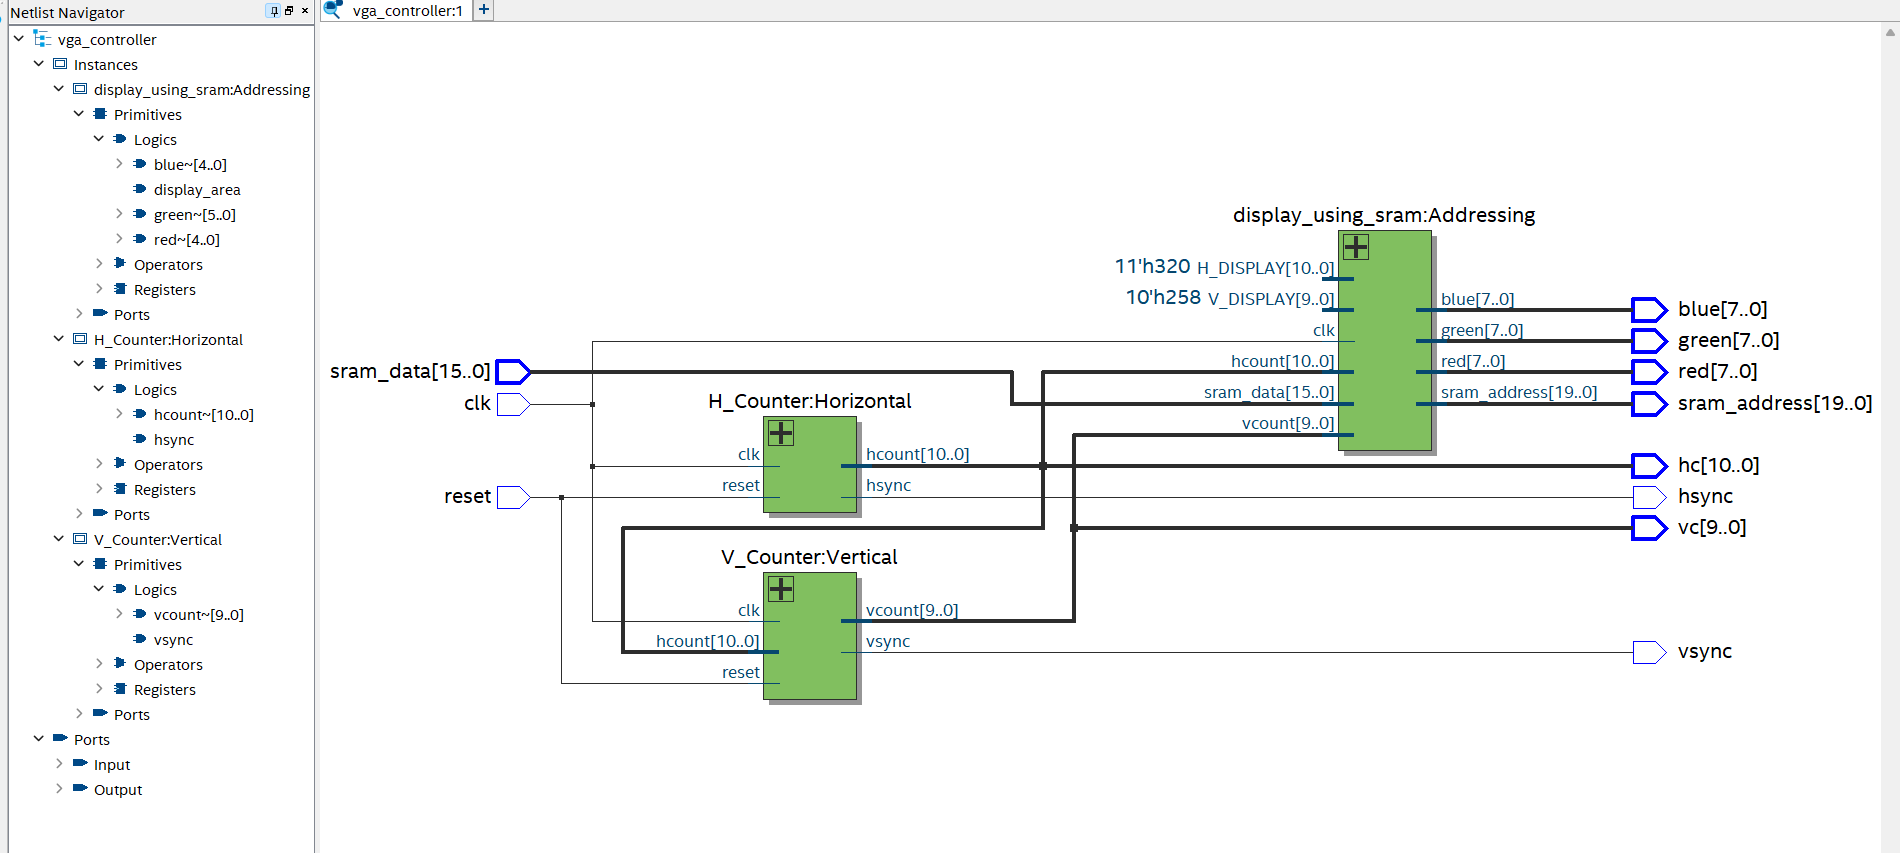 Netlist Navigator
vga_controller
Instances
display_using_sram:Addressing
Primitives
Logics
blue~[4..0]
display_area
green~[5..0]
red~[4..0]
Operators
Registers
Ports
H_Counter:Horizontal
Primitives
Logics
hcount~[10..0]
hsync
Operators
Registers
Ports
V_Counter:Vertical
Primitives
Logics
vcount~[9..0]
vsync
Operators
Registers
Ports
Ports
Input
Output
vga_controller:1
display_using_sram:Addressing
11'h320 H_DISPLAY[10..0]
10'h258 V_DISPLAY[9..0]
clk
hcount[10..0]
sram_data[15..0]
vcount[9..0]
blue[7..0]
green[7..0]
red[7..0]
sram_address[19..0]
sram_data[15..0]
clk
reset
H_Counter:Horizontal
clk
reset
hcount[10..0]
hsync
V_Counter:Vertical
clk
hcount[10..0]
reset
vcount[9..0]
vsync
blue[7..0]
green[7..0]
red[7..0]
sram_address[19..0]
hc[10..0]
hsync
vc[9..0]
vsync